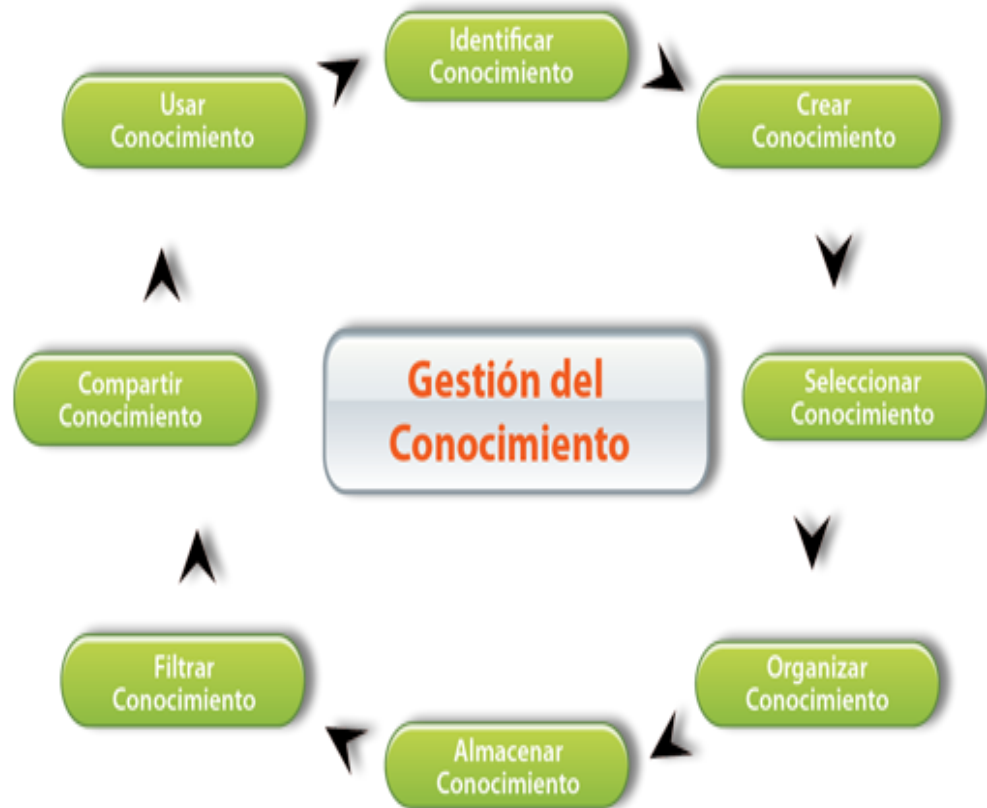 Identificar
Conocimiento
Crear
Conocimiento
Seleccionar
Conocimiento
Organizar
Conocimiento
Almacenar
Conocimiento
Filtrar
Conocimiento
Compartir
Conocimiento
Usar
Conocimiento
Gestión del
Conocimiento